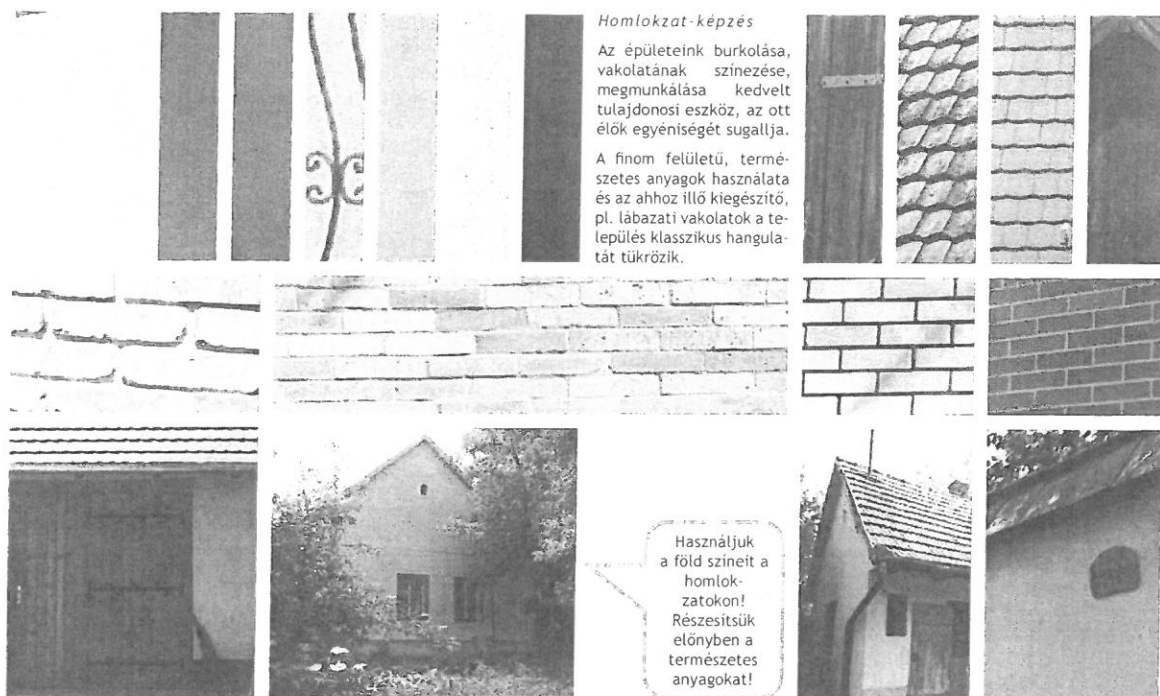 Homlokzat-képzés
Az épületeink burkolása,
vakolatának színezése,
megmunkálása kedvelt
tulajdonosi eszköz, az ott
élők egyéniségét sugallja.
A finom felületű, termé-
szetes anyagok használata
és az ahhoz illő kiegészítő,
pl. lábazati vakolatok a te-
lepülés klasszikus hangula-
tát tükrözik.
Használjuk
a föld színeit a
homlok-
zatokon!
Részesítsük
előnyben a
természetes
anyagokat!